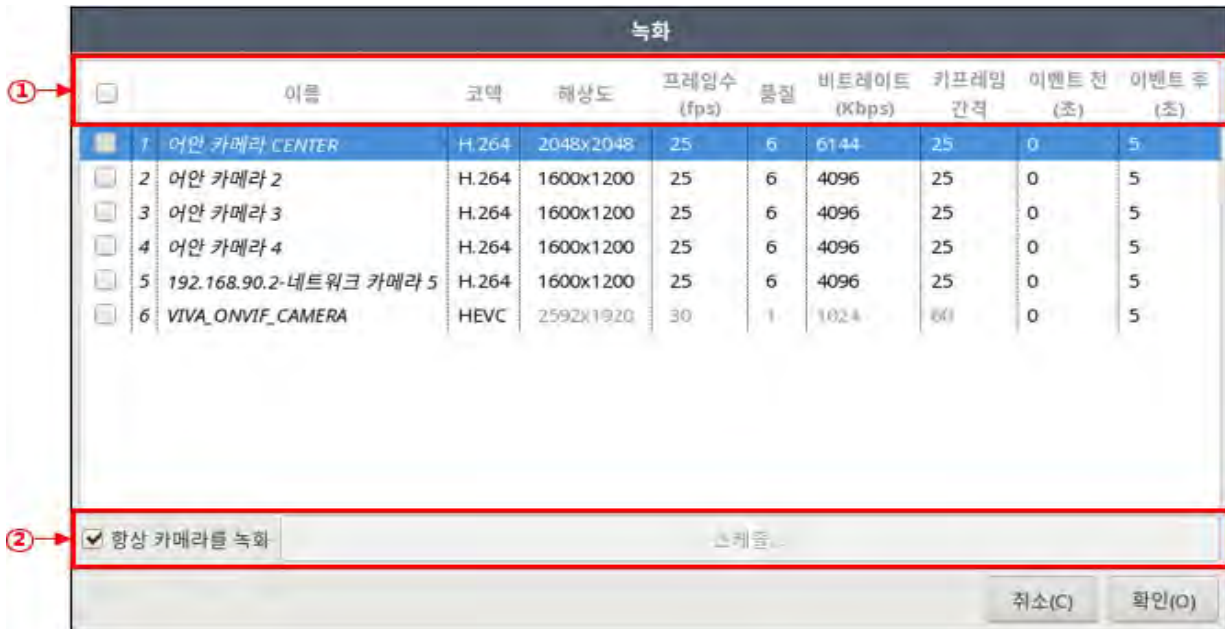 녹화
① 이름 코덱 해상도 프레임수 (fps) 품질 비트레이트 (Kbps) 키프레임 간격 이벤트 전 (초) 이벤트 후 (초)
1 어안 카메라 CENTER H.264 2048x2048 25 6 6144 25 0 5
2 어안 카메라 2 H.264 1600x1200 25 6 4096 25 0 5
3 어안 카메라 3 H.264 1600x1200 25 6 4096 25 0 5
4 어안 카메라 4 H.264 1600x1200 25 6 4096 25 0 5
5 192.168.90.2-네트워크 카메라 5 H.264 1600x1200 25 6 4096 25 0 5
6 VIVA_ONVIF_CAMERA HEVC 2592x1920 30 1 1024 60 0 5
② 항상 카메라를 녹화 스케줄...
취소(C) 확인(O)